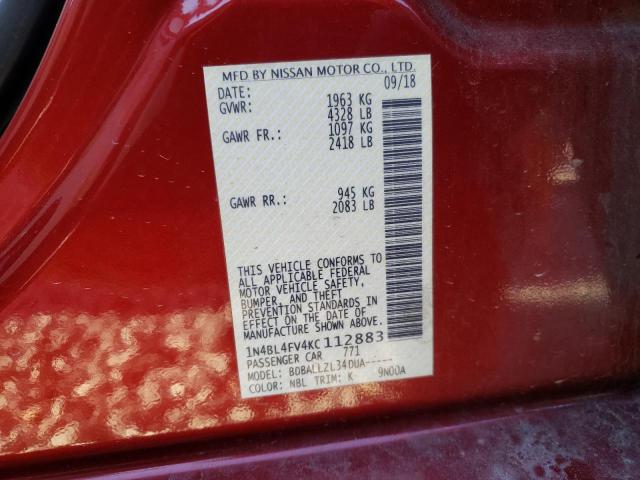 MFD BY NISSAN MOTOR CO., LTD.
DATE: 09/18
GVWR: 1963 KG
4328 LB
GAWR FR.: 1097 KG
2418 LB
GAWR RR.: 945 KG
2083 LB
THIS VEHICLE CONFORMS TO
ALL APPLICABLE FEDERAL
MOTOR VEHICLE SAFETY,
BUMPER, AND THEFT
PREVENTION STANDARDS IN
EFFECT ON THE DATE OF
MANUFACTURE SHOWN ABOVE.
1N4BL4FV4KC112883
PASSENGER CAR 771
MODEL: BDBALLZL34DUA-----
COLOR: NBL TRIM: K 9N00A